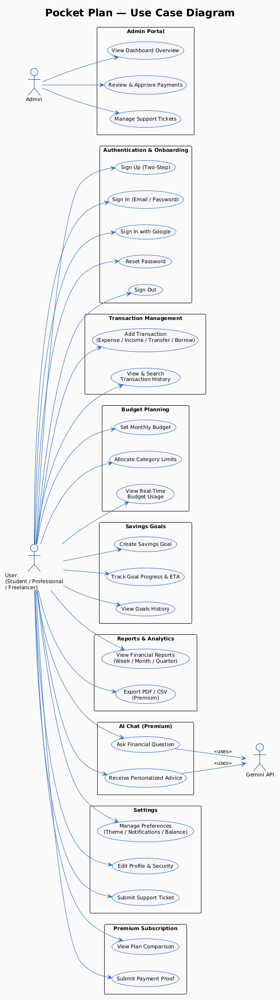 Pocket Plan — Use Case Diagram
Admin Portal
View Dashboard Overview
Review & Approve Payments
Manage Support Tickets
Admin
Authentication & Onboarding
Sign Up (Two-Step)
Sign In (Email / Password)
Sign In with Google
Reset Password
Sign Out
Transaction Management
Add Transaction
(Expense / Income / Transfer / Borrow)
View & Search
Transaction History
Budget Planning
Set Monthly Budget
Allocate Category Limits
View Real-Time
Budget Usage
User
(Student / Professional
/ Freelancer)
Savings Goals
Create Savings Goal
Track Goal Progress & ETA
View Goals History
Reports & Analytics
View Financial Reports
(Week / Month / Quarter)
Export PDF / CSV
(Premium)
AI Chat (Premium)
Ask Financial Question
Receive Personalized Advice
«uses»
«uses»
Gemini API
Settings
Manage Preferences
(Theme / Notifications / Balance)
Edit Profile & Security
Submit Support Ticket
Premium Subscription
View Plan Comparison
Submit Payment Proof